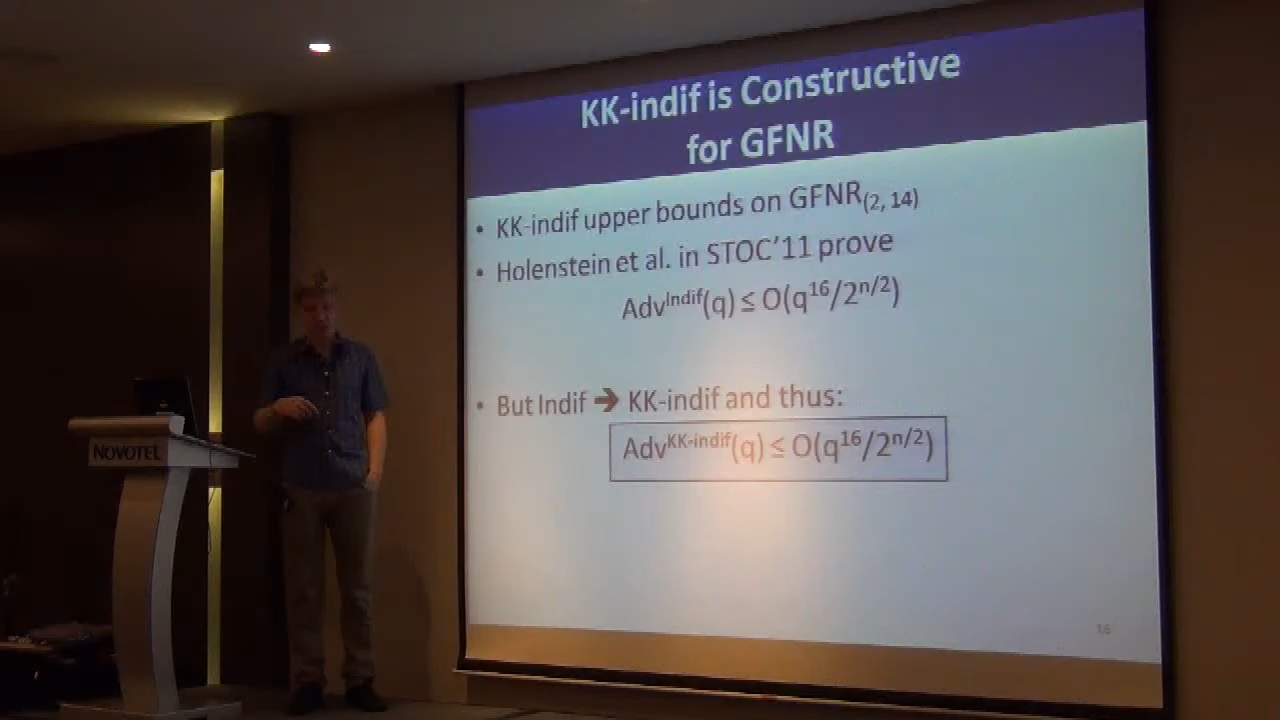 KK-indif is Constructive
for GFNR
• KK-indif upper bounds on GFNR(2, 14)
• Holenstein et al. in STOC'11 prove
Adv^Indif(q) ≤ O(q^16/2^n/2)
• But Indif ➔ KK-indif and thus:
Adv^KK-indif(q) ≤ O(q^16/2^n/2)
16
NOVOTEL